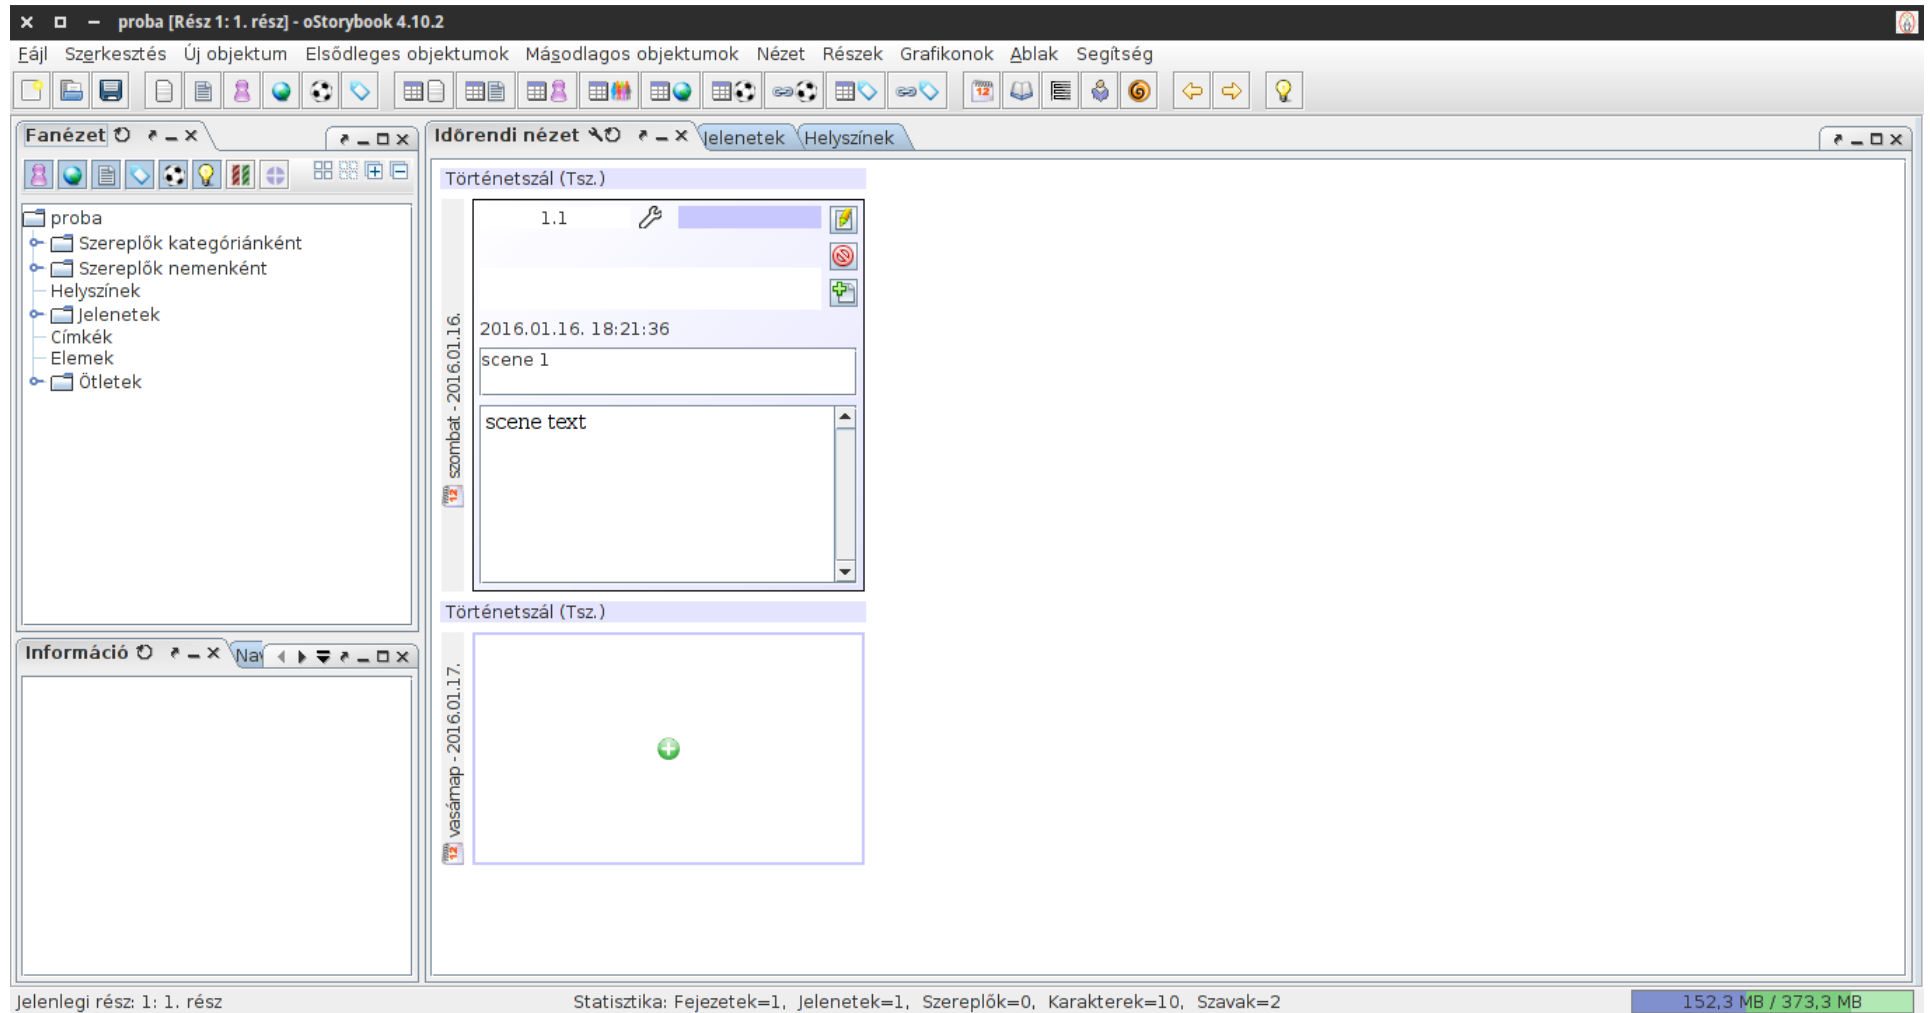 proba [Rész 1: 1. rész] - oStorybook 4.10.2
Fájl Szerkesztés Új objektum Elsődleges objektumok Másodlagos objektumok Nézet Részek Grafikonok Ablak Segítség
Fanézet
proba
Szereplők kategóriánként
Szereplők nemenként
Helyszínek
Jelenetek
Címkék
Elemek
Ötletek
Információ Nav
Időrendi nézet Jelenetek Helyszínek
Történetszál (Tsz.)
szombat - 2016.01.16.
1.1
2016.01.16. 18:21:36
scene 1
scene text
Történetszál (Tsz.)
vasárnap - 2016.01.17.
Jelenlegi rész: 1: 1. rész
Statisztika: Fejezetek=1, Jelenetek=1, Szereplők=0, Karakterek=10, Szavak=2
152,3 MB / 373,3 MB